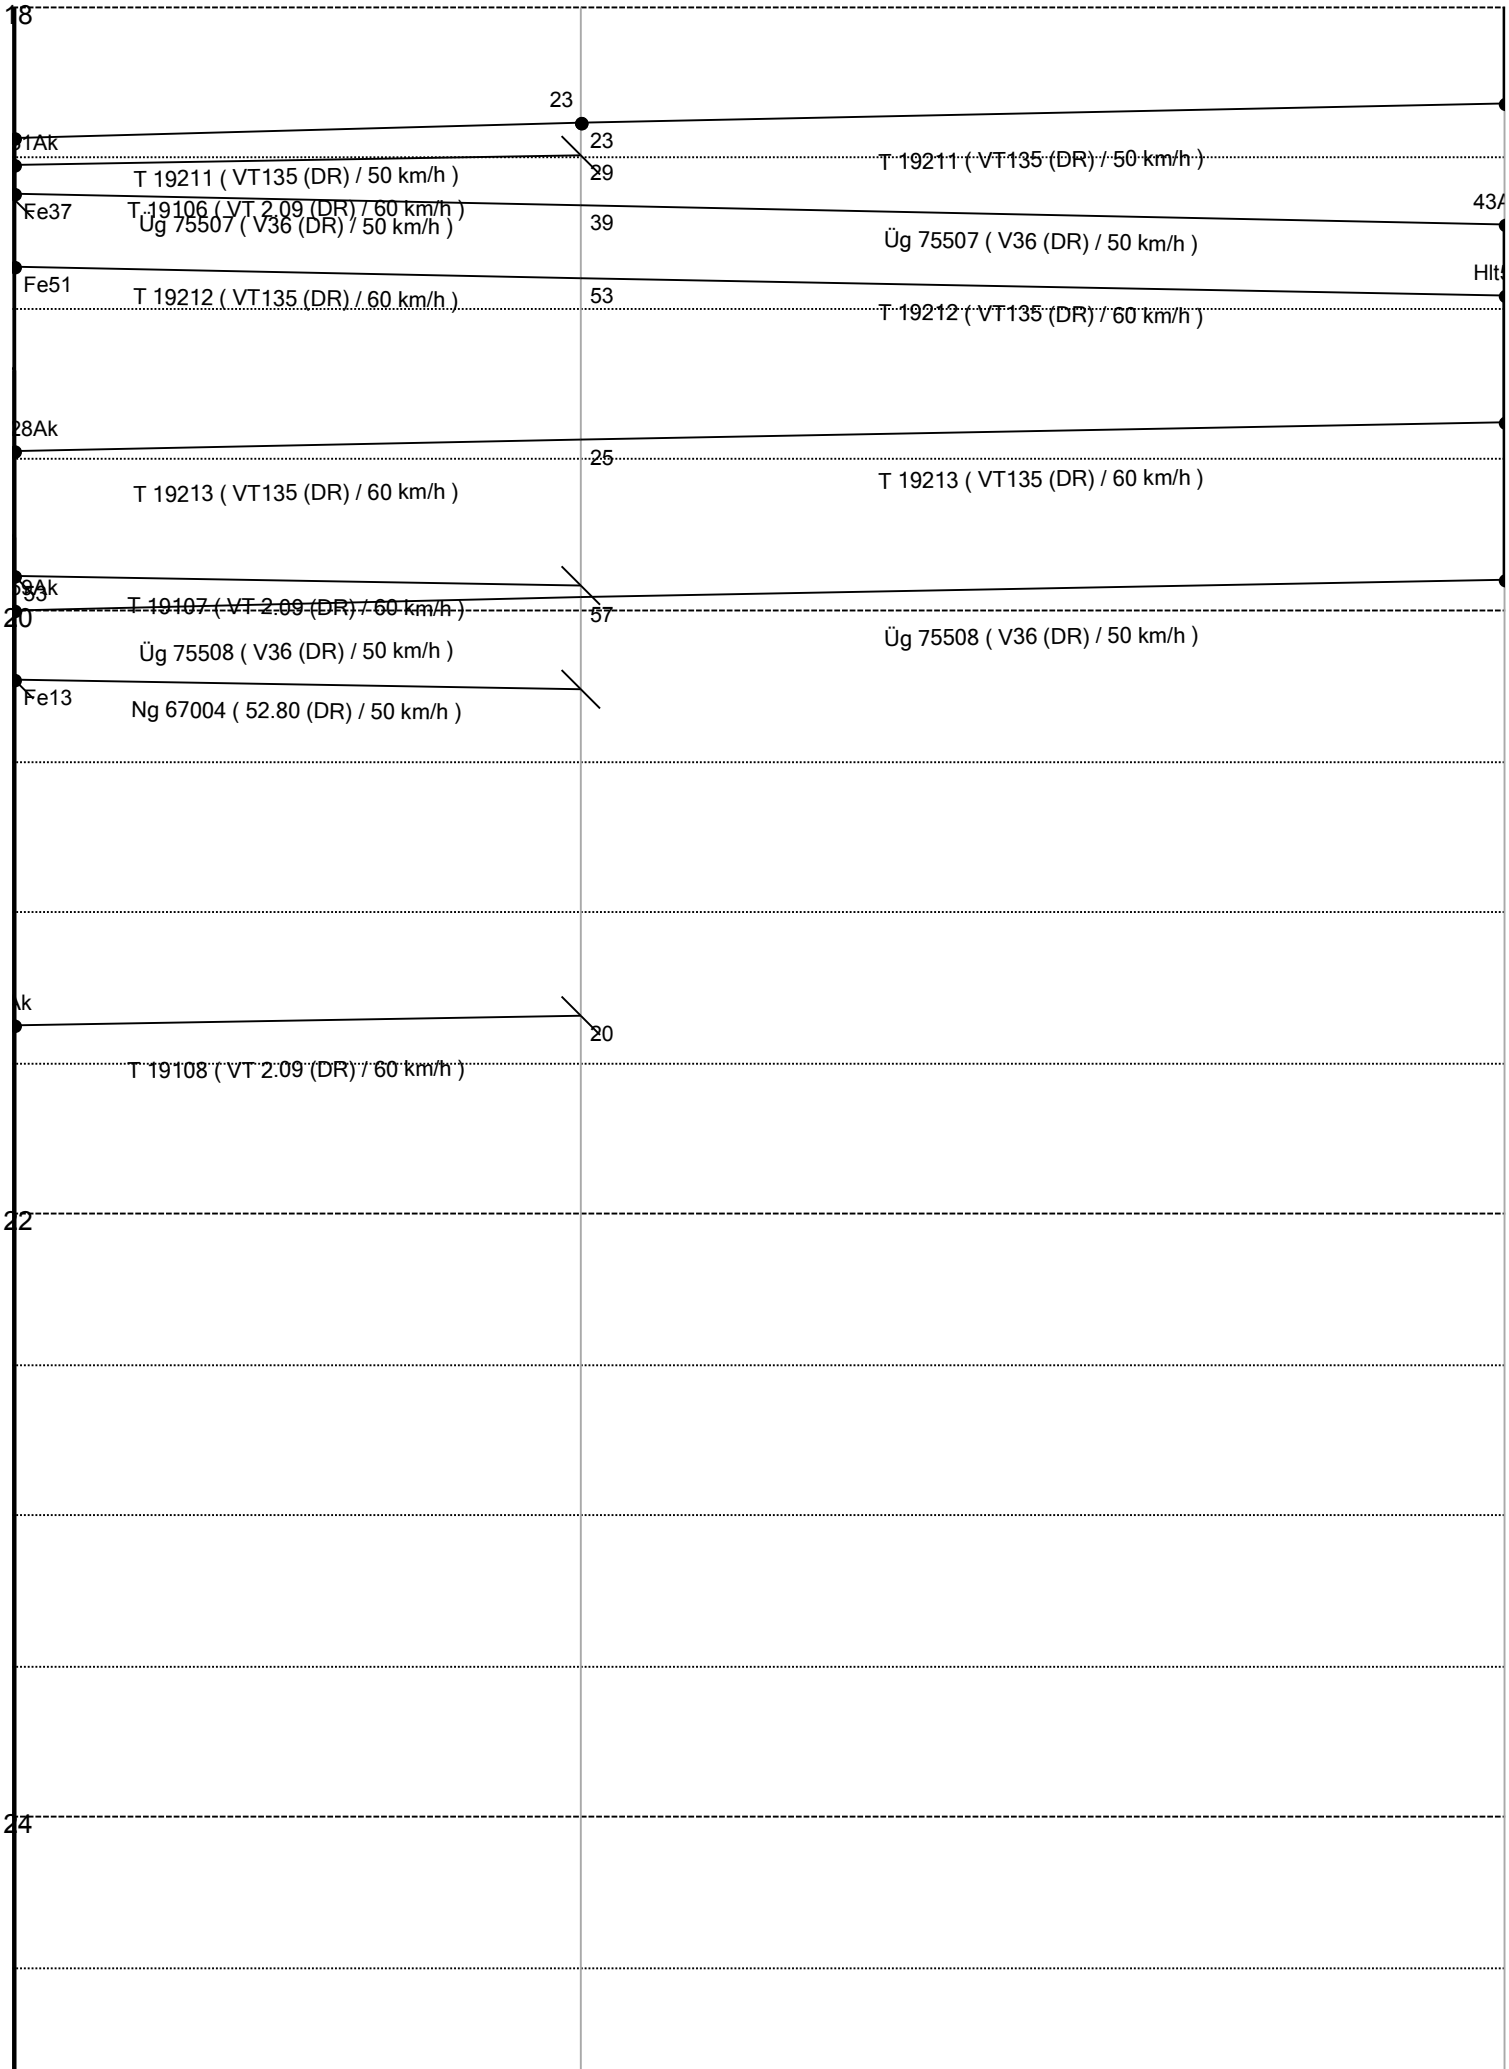 18
23
1Ak
23
T 19211 ( VT135 (DR) / 50 km/h )
29
T 19211 ( VT135 (DR) / 50 km/h )
43A
Fe37
T 19106 ( VT 2.09 (DR) / 60 km/h )
Üg 75507 ( V36 (DR) / 50 km/h )
39
Üg 75507 ( V36 (DR) / 50 km/h )
Hlt
Fe51
T 19212 ( VT135 (DR) / 60 km/h )
53
T 19212 ( VT135 (DR) / 60 km/h )
28Ak
25
T 19213 ( VT135 (DR) / 60 km/h )
T 19213 ( VT135 (DR) / 60 km/h )
59Ak
53
T 19107 ( VT 2.09 (DR) / 60 km/h )
57
20
Üg 75508 ( V36 (DR) / 50 km/h )
Üg 75508 ( V36 (DR) / 50 km/h )
Fe13
Ng 67004 ( 52.80 (DR) / 50 km/h )
Ak
20
T 19108 ( VT 2.09 (DR) / 60 km/h )
22
24